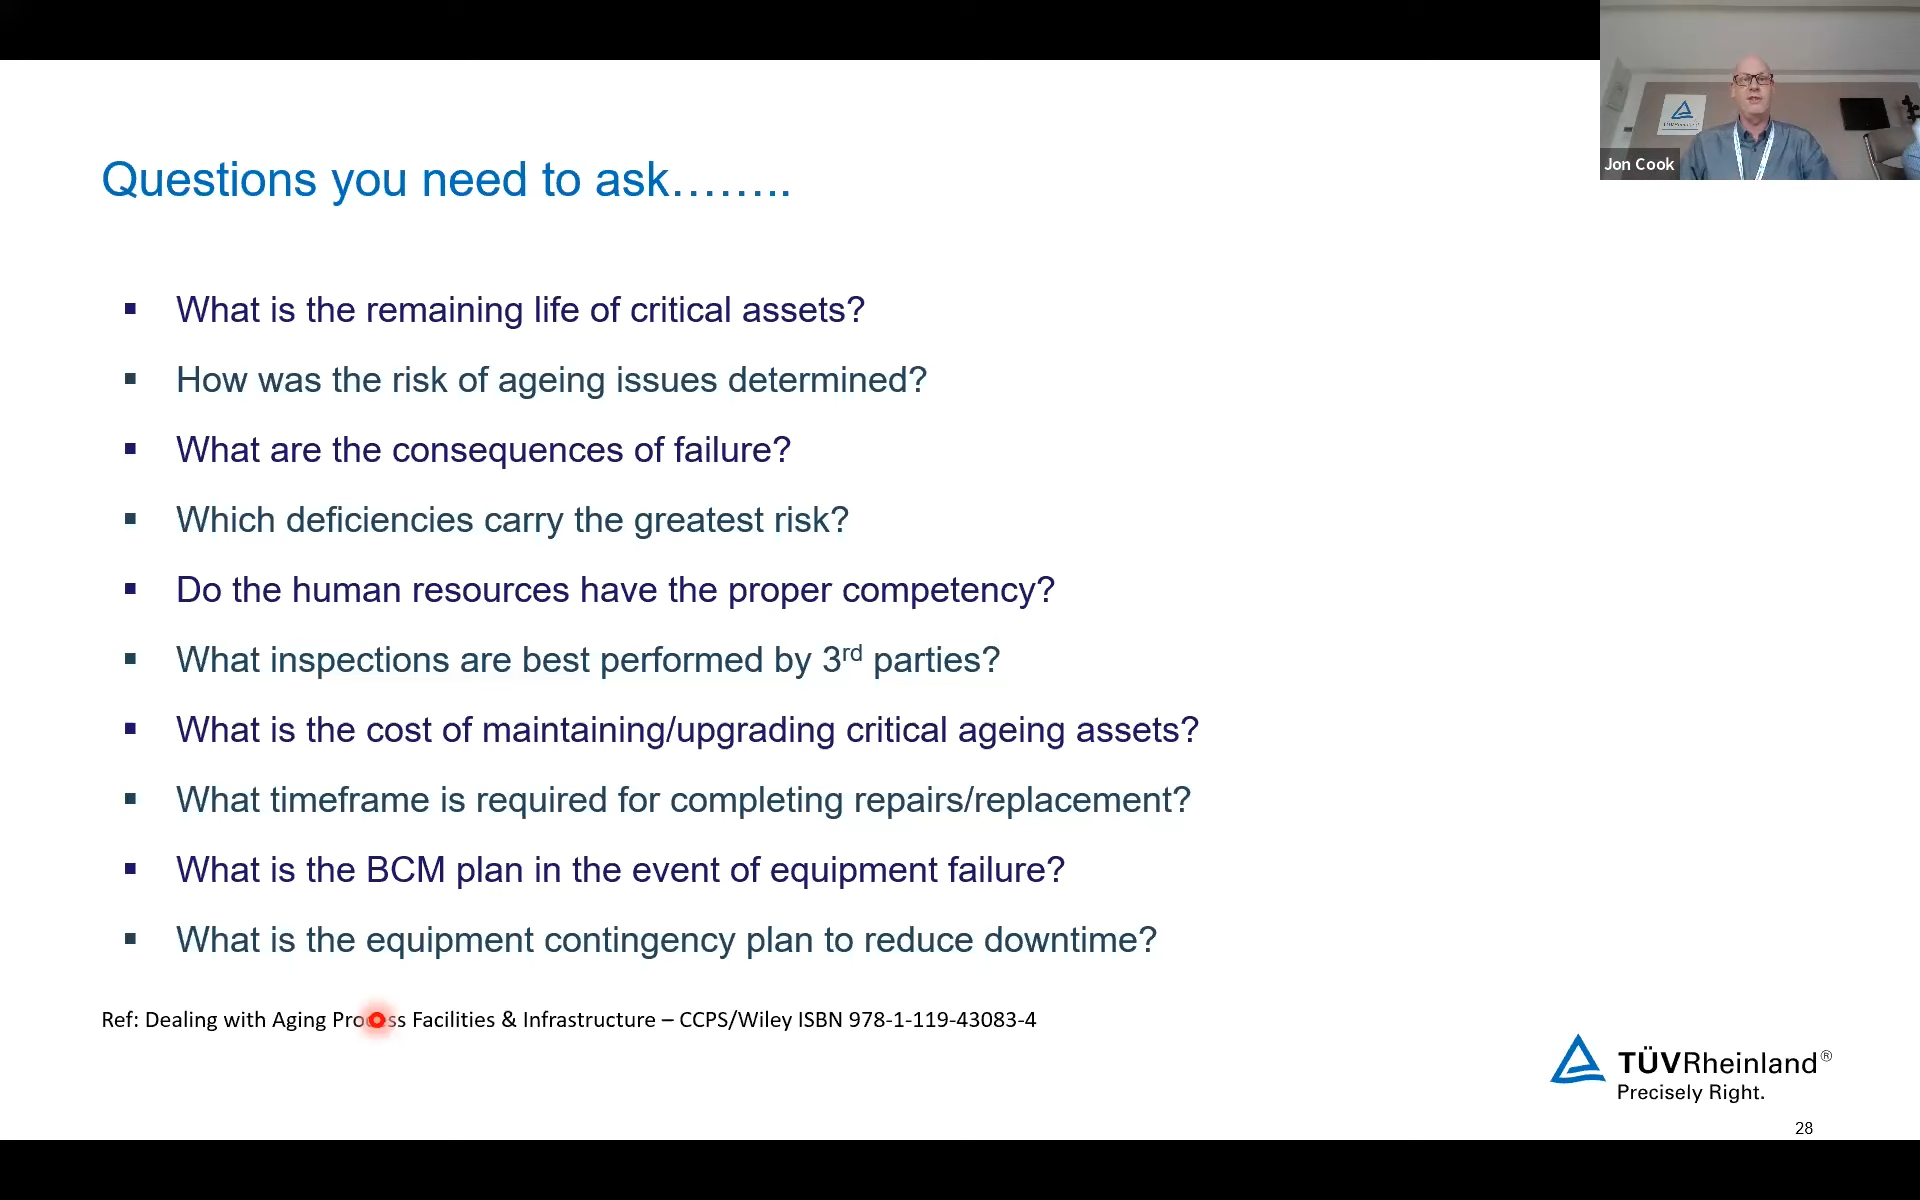 Questions you need to ask……..
Jon Cook
▪ What is the remaining life of critical assets?
▪ How was the risk of ageing issues determined?
▪ What are the consequences of failure?
▪ Which deficiencies carry the greatest risk?
▪ Do the human resources have the proper competency?
▪ What inspections are best performed by 3rd parties?
▪ What is the cost of maintaining/upgrading critical ageing assets?
▪ What timeframe is required for completing repairs/replacement?
▪ What is the BCM plan in the event of equipment failure?
▪ What is the equipment contingency plan to reduce downtime?
Ref: Dealing with Aging Process Facilities & Infrastructure – CCPS/Wiley ISBN 978-1-119-43083-4
TÜVRheinland®
Precisely Right.
28